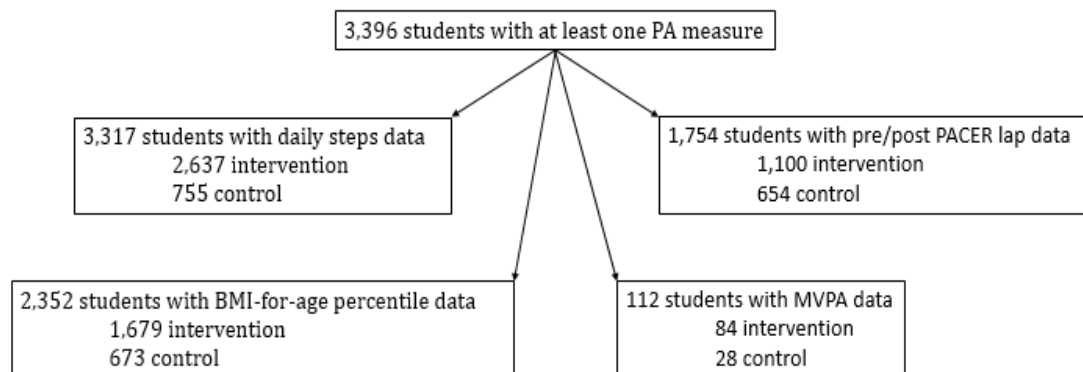 3,396 students with at least one PA measure
3,317 students with daily steps data
2,637 intervention
755 control
1,754 students with pre/post PACER lap data
1,100 intervention
654 control
2,352 students with BMI-for-age percentile data
1,679 intervention
673 control
112 students with MVPA data
84 intervention
28 control